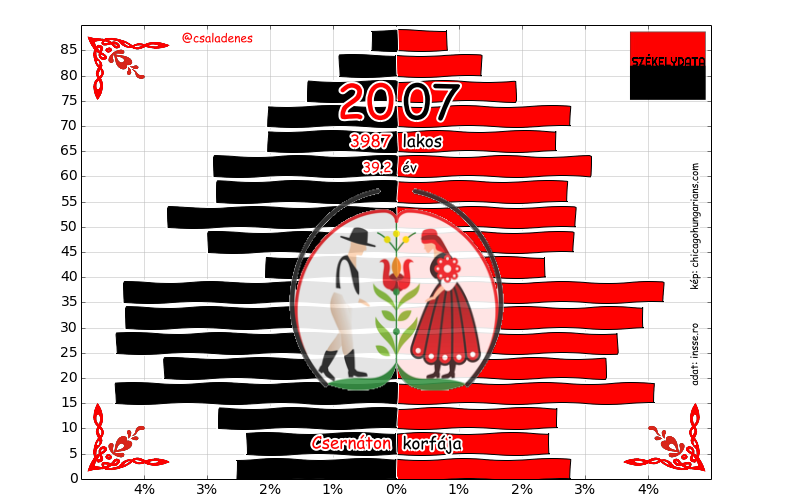 @csaladenes
SZÉKELYDATA
2007
3987 lakos
39.2 év
Csernáton korfája
kép: chicagohungarians.com
adat: insse.ro
85
80
75
70
65
60
55
50
45
40
35
30
25
20
15
10
5
0
4% 3% 2% 1% 0% 1% 2% 3% 4%